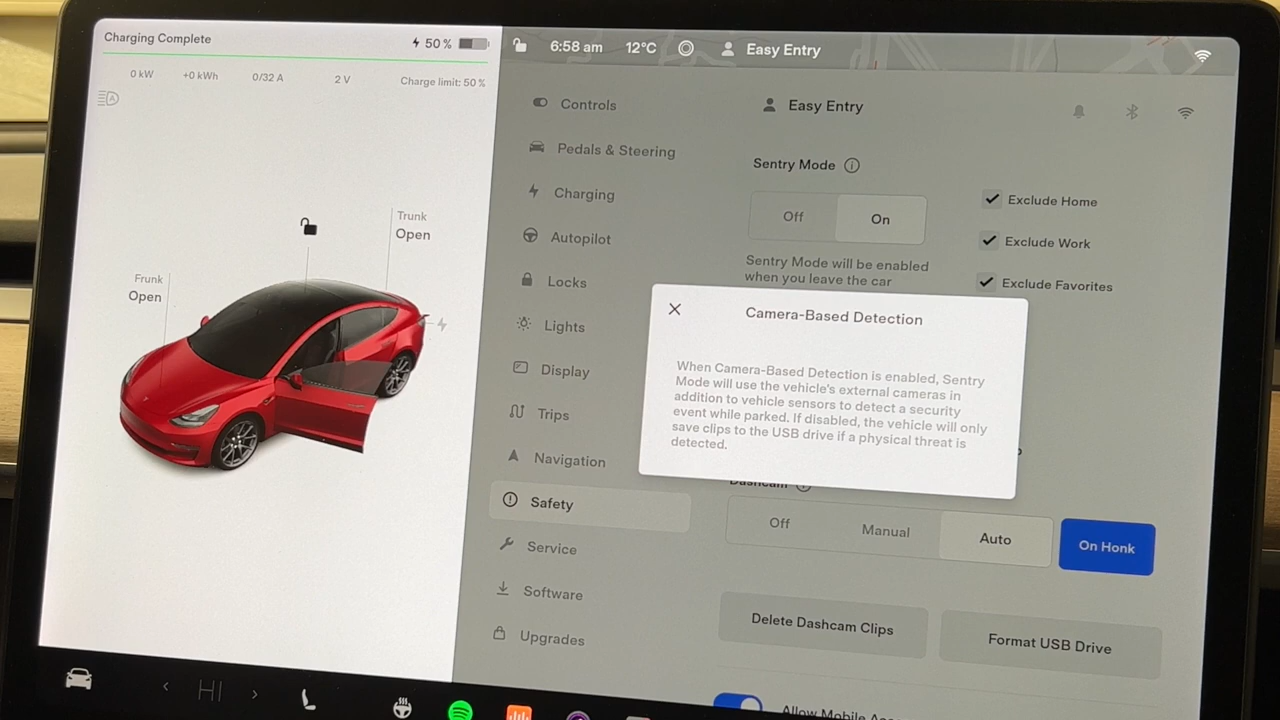 Charging Complete
50 %
0 kW
+0 kWh
0/32 A
2 V
Charge limit: 50 %
Trunk
Open
Frunk
Open
6:58 am
12°C
Easy Entry
Controls
Pedals & Steering
Charging
Autopilot
Locks
Lights
Display
Trips
Navigation
Safety
Service
Software
Upgrades
Easy Entry
Sentry Mode
Off
On
Sentry Mode will be enabled
when you leave the car
Exclude Home
Exclude Work
Exclude Favorites
Camera-Based Detection
When Camera-Based Detection is enabled, Sentry
Mode will use the vehicle's external cameras in
addition to vehicle sensors to detect a security
event while parked. If disabled, the vehicle will only
save clips to the USB drive if a physical threat is
detected.
Dashcam
Off
Manual
Auto
On Honk
Delete Dashcam Clips
Format USB Drive
Allow Mobile
HI